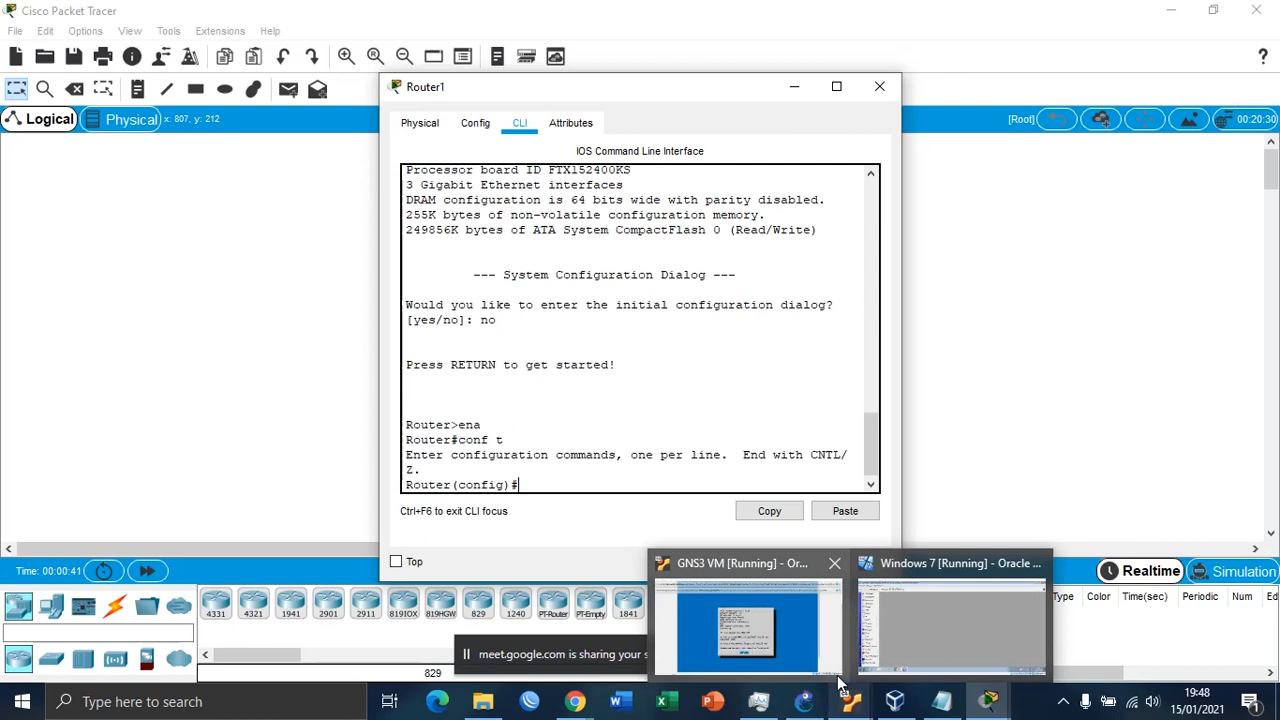 Cisco Packet Tracer
File Edit Options View Tools Extensions Help
Logical Physical x: 807, y: 212 [Root] 00:20:30
Router1
Physical Config CLI Attributes
IOS Command Line Interface
Processor board ID FTX152400KS
3 Gigabit Ethernet interfaces
DRAM configuration is 64 bits wide with parity disabled.
255K bytes of non-volatile configuration memory.
249856K bytes of ATA System CompactFlash 0 (Read/Write)
--- System Configuration Dialog ---
Would you like to enter the initial configuration dialog?
[yes/no]: no
Press RETURN to get started!
Router>ena
Router#conf t
Enter configuration commands, one per line.  End with CNTL/
Z.
Router(config)#
Ctrl+F6 to exit CLI focus Copy Paste
Top
GNS3 VM [Running] - Or... Windows 7 [Running] - Oracle ...
Time: 00:00:41 Realtime Simulation
4331 4321 1941 2901 2911 819IOX 819HGW 829 1240 PT-Router PT-Empty 1841
Type Color Time(sec) Periodic Num Ed
meet.google.com is sharing your s
829
Type here to search
19:48
15/01/2021
1